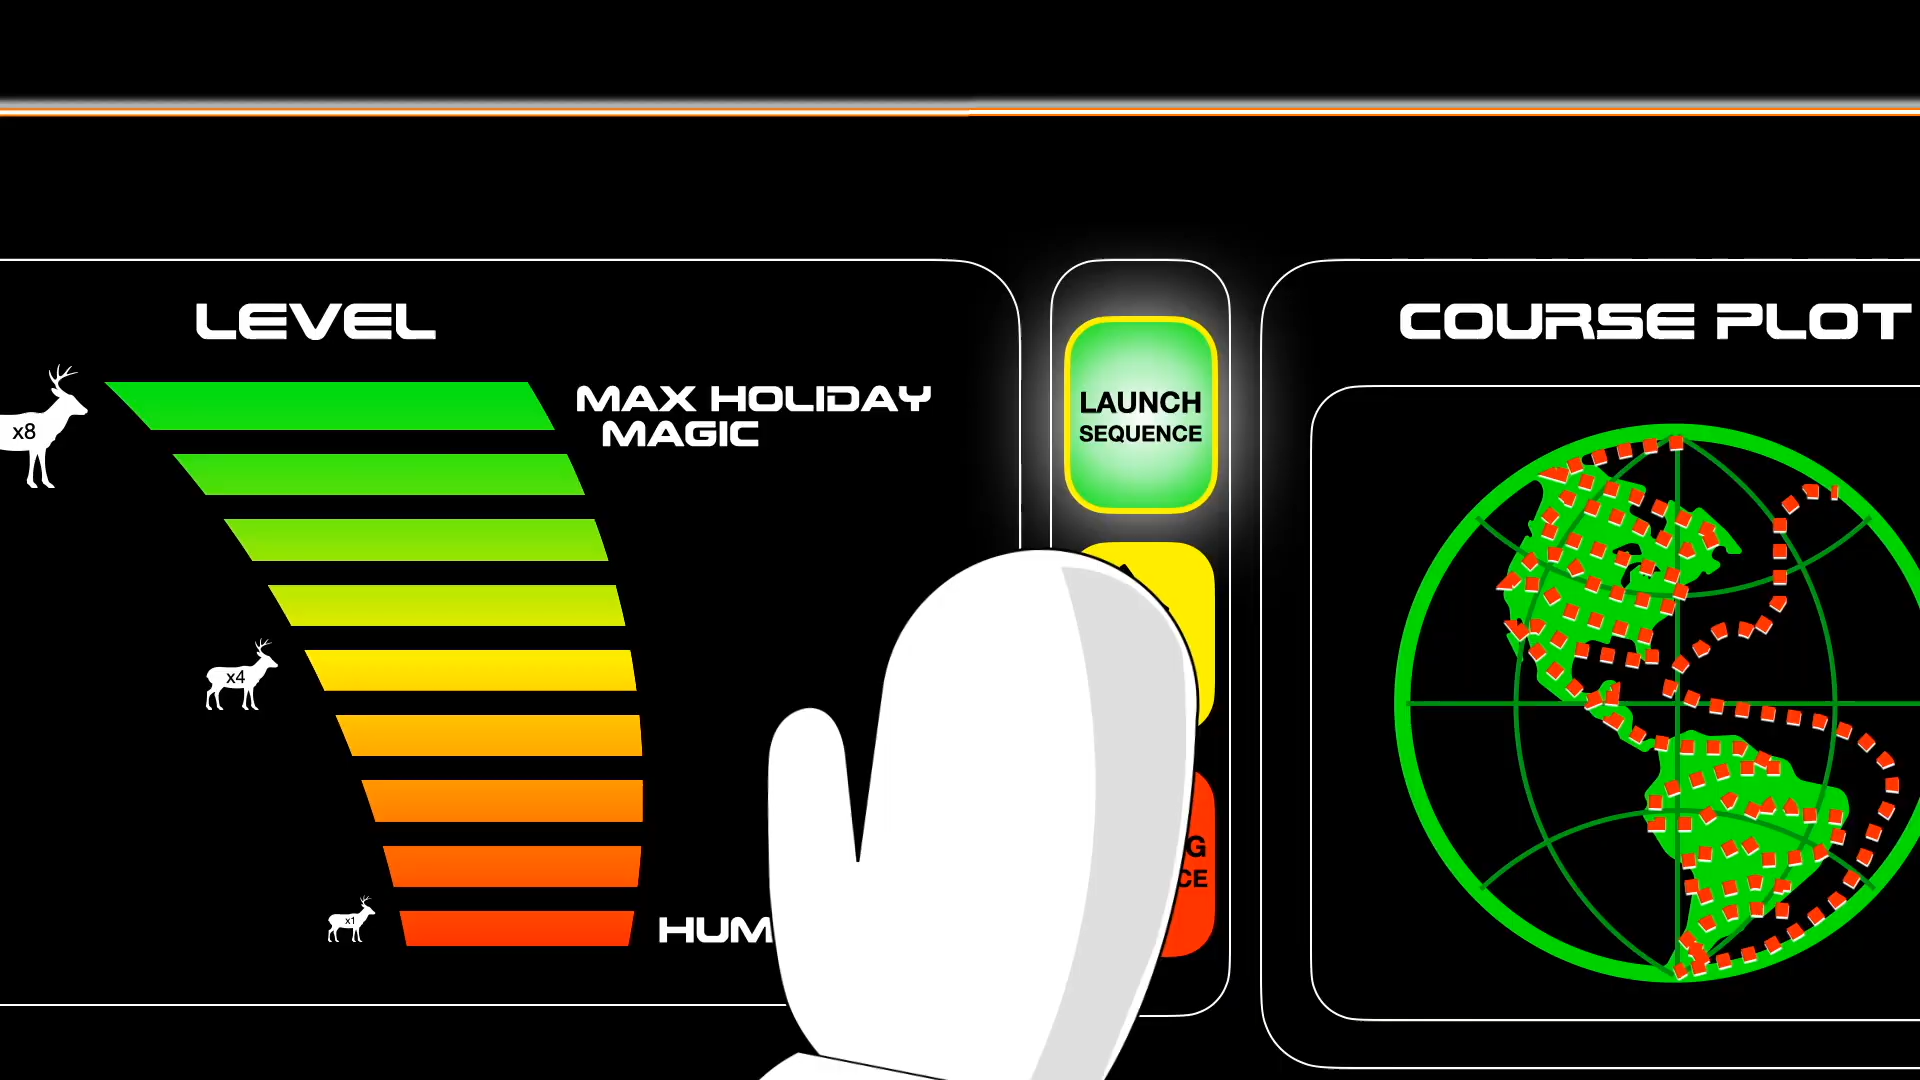 LEVEL
x8
MAX HOLIDAY
MAGIC
x4
x1
LAUNCH
SEQUENCE
COURSE PLOT